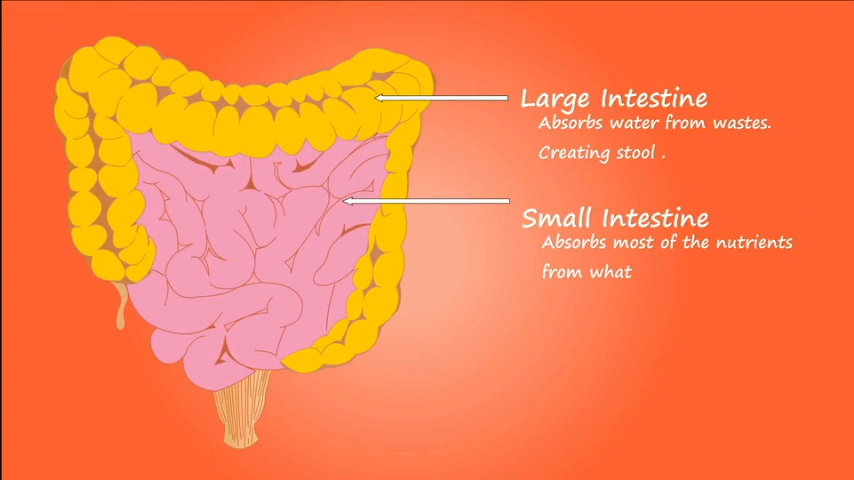 Large Intestine
Absorbs water from wastes.
Creating stool .
Small Intestine
Absorbs most of the nutrients
from what